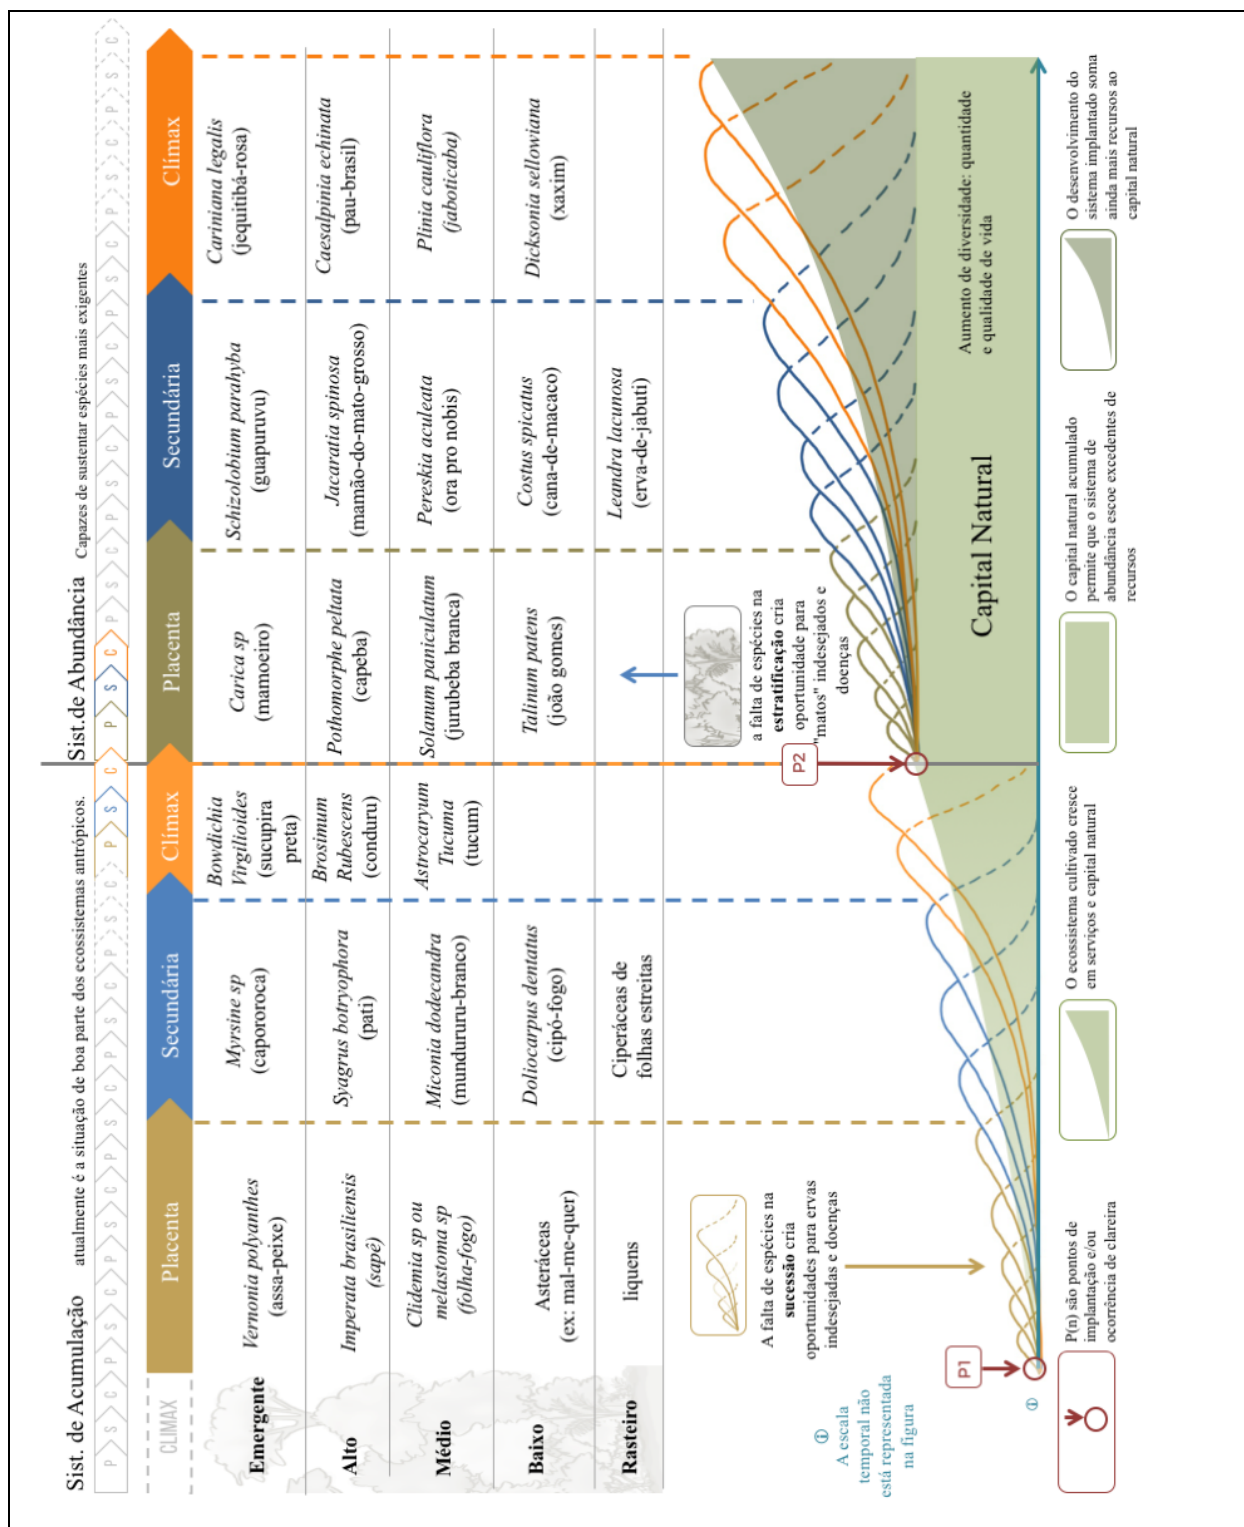 Sist. de Acumulação
atualmente é a situação de boa parte dos ecossistemas antrópicos.
Sist.de Abundância
Capazes de sustentar espécies mais exigentes
P S C P S C P S C P S C P S C P S C P S C P S C P S C P S C P S C
CLÍMAX
Placenta
Secundária
Clímax
Placenta
Secundária
Clímax
Emergente
Vernonia polyanthes
(assa-peixe)
Myrsine sp
(capororoca)
Bowdichia
Virgilioides
(sucupira
preta)
Carica sp
(mamoeiro)
Schizolobium parahyba
(guapuruvu)
Cariniana legalis
(jequitibá-rosa)
Alto
Imperata brasiliensis
(sapê)
Syagrus botryophora
(pati)
Brosimum
Rubescens
(conduru)
Pothomorphe peltata
(capeba)
Jacaratia spinosa
(mamão-do-mato-grosso)
Caesalpinia echinata
(pau-brasil)
Médio
Clidemia sp ou
melastoma sp
(folha-fogo)
Miconia dodecandra
(mundururu-branco)
Astrocaryum
Tucuma
(tucum)
Solanum paniculatum
(jurubeba branca)
Pereskia aculeata
(ora pro nobis)
Plinia cauliflora
(jaboticaba)
Baixo
Asteráceas
(ex: mal-me-quer)
Doliocarpus dentatus
(cipó-fogo)
Talinum patens
(joão gomes)
Costus spicatus
(cana-de-macaco)
Dicksonia sellowiana
(xaxim)
Rasteiro
liquens
Ciperáceas de
folhas estreitas
Leandra lacunosa
(erva-de-jabuti)
A falta de espécies na
sucessão cria
oportunidades para ervas
indesejadas e doenças
a falta de espécies na
estratificação cria
oportunidade para
"matos" indesejados e
doenças
A escala
temporal não
está representada
na figura
P1
P2
Capital Natural
Aumento de diversidade: quantidade
e qualidade de vida
P(n) são pontos de
implantação e/ou
ocorrência de clareira
O ecossistema cultivado cresce
em serviços e capital natural
O capital natural acumulado
permite que o sistema de
abundância escoe excedentes de
recursos
O desenvolvimento do
sistema implantado soma
ainda mais recursos ao
capital natural